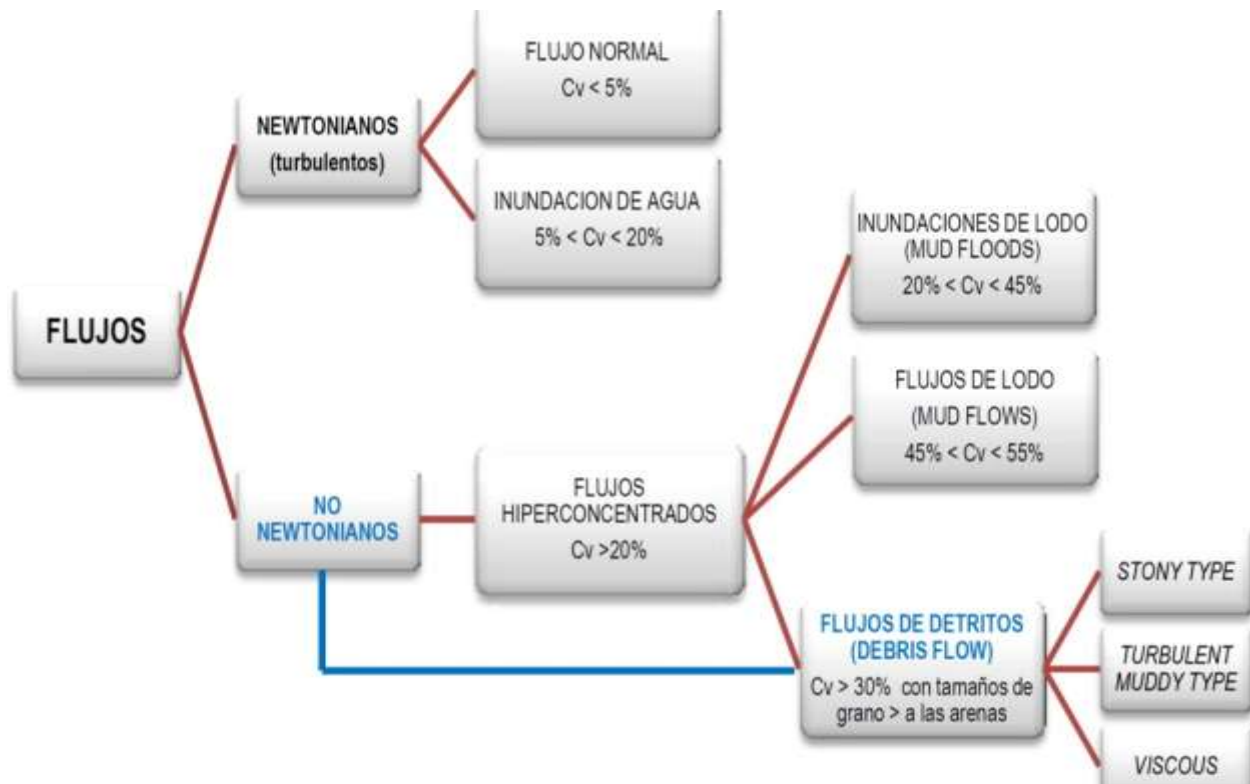 FLUJOS
NEWTONIANOS
(turbulentos)
FLUJO NORMAL
Cv < 5%
INUNDACION DE AGUA
5% < Cv < 20%
NO
NEWTONIANOS
FLUJOS
HIPERCONCENTRADOS
Cv >20%
INUNDACIONES DE LODO
(MUD FLOODS)
20% < Cv < 45%
FLUJOS DE LODO
(MUD FLOWS)
45% < Cv < 55%
FLUJOS DE DETRITOS
(DEBRIS FLOW)
Cv > 30% con tamaños de
grano > a las arenas
STONY TYPE
TURBULENT
MUDDY TYPE
VISCOUS